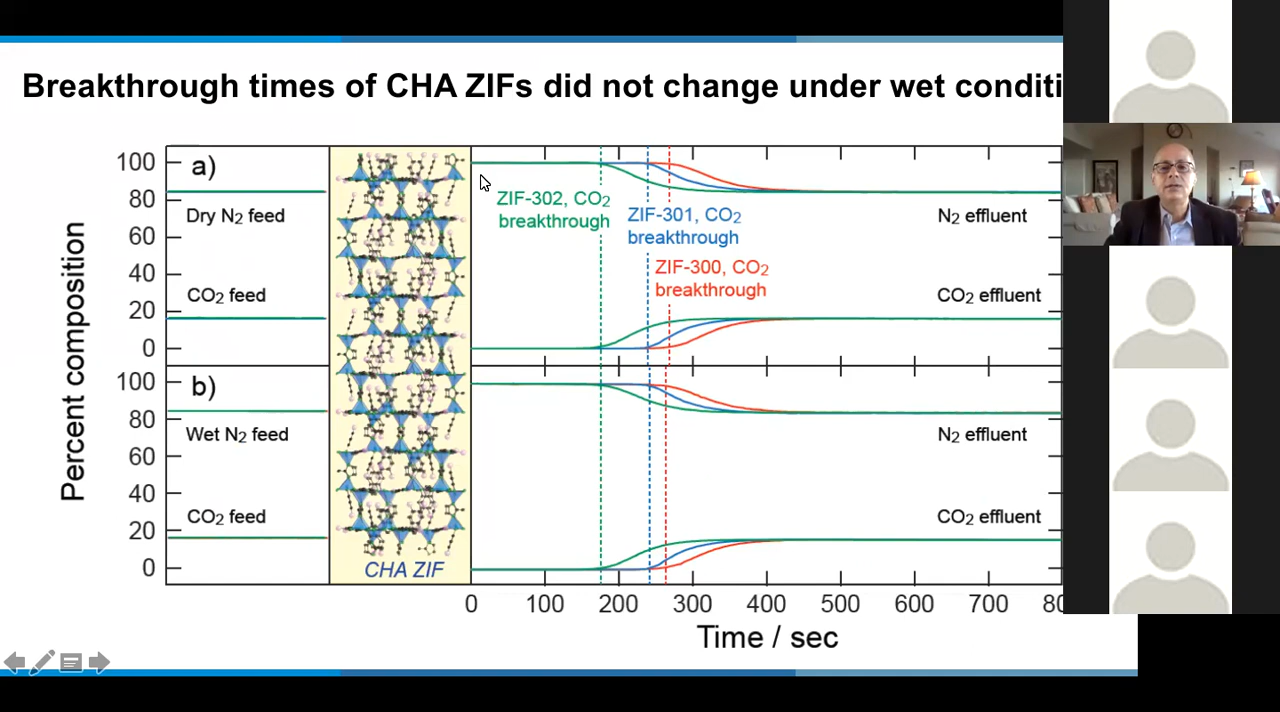 Breakthrough times of CHA ZIFs did not change under wet conditi
Percent composition
100
80
60
40
20
0
a)
Dry N2 feed
CO2 feed
ZIF-302, CO2
breakthrough
ZIF-301, CO2
breakthrough
ZIF-300, CO2
breakthrough
N2 effluent
CO2 effluent
100
80
60
40
20
0
b)
Wet N2 feed
CO2 feed
CHA ZIF
N2 effluent
CO2 effluent
0 100 200 300 400 500 600 700 80
Time / sec